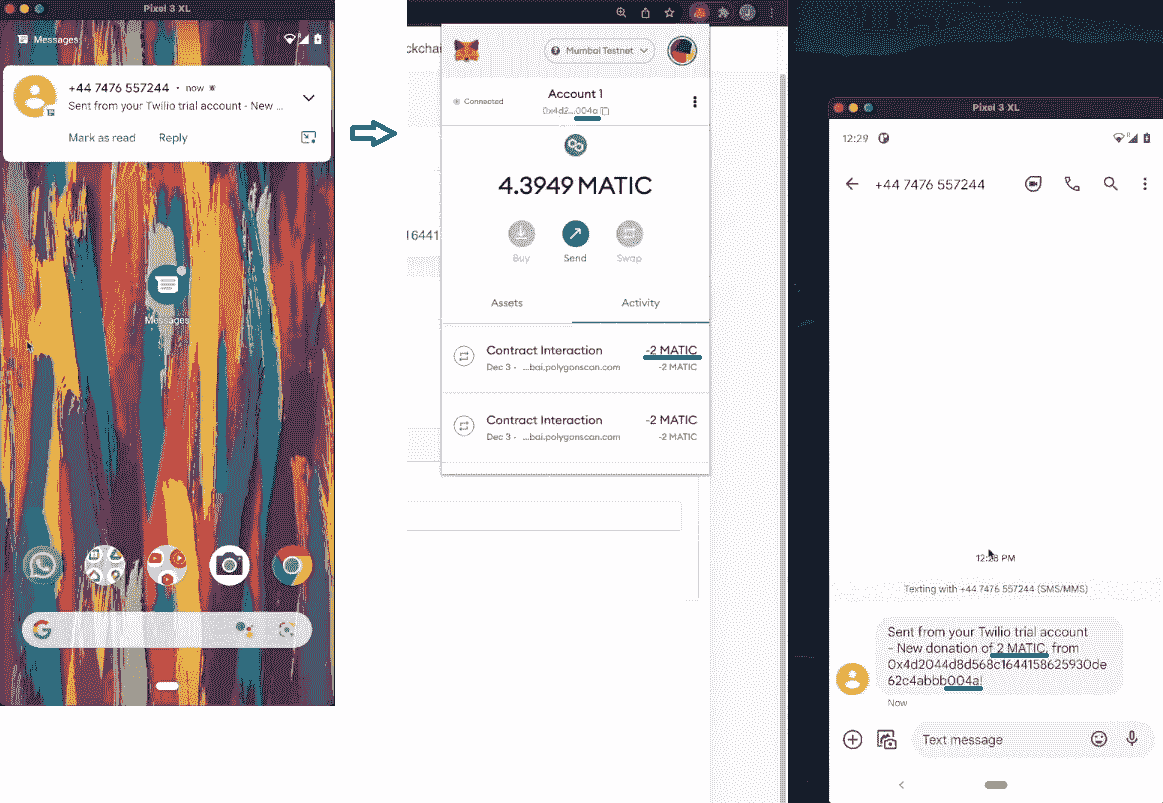 Pixel 3 XL
Messages
+44 7476 557244 • now
Sent from your Twilio trial account - New ...
Mark as read Reply
Messages
G
ckchai
Mumbai Testnet
Connected
Account 1
0x4d2...004a
4.3949 MATIC
Buy Send Swap
16441
Assets Activity
Contract Interaction -2 MATIC
Dec 3 - ...bai.polygonscan.com -2 MATIC
Contract Interaction -2 MATIC
Dec 3 - ...bai.polygonscan.com -2 MATIC
Pixel 3 XL
12:29
+44 7476 557244
PM
Texting with +44 7476 557244 (SMS/MMS)
Sent from your Twilio trial account
- New donation of 2 MATIC, from
0x4d2044d8d568c1644158625930de
62c4abbb004a!
Now
Text message